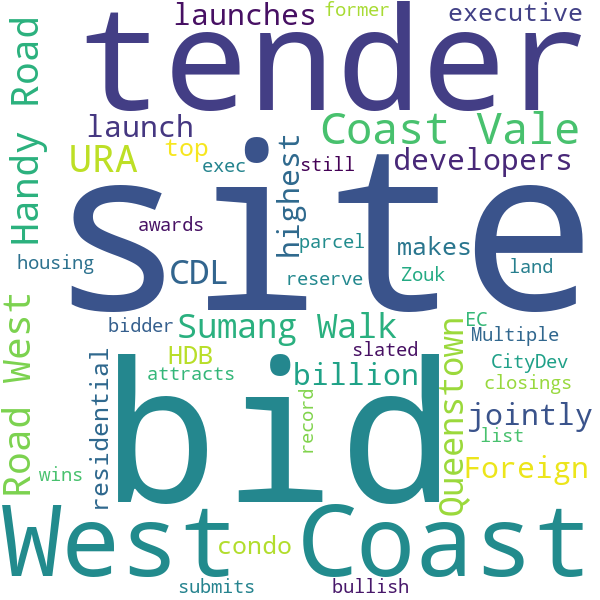 launches
former
executive
tender
Handy Road
launch
Coast Vale
URA
top
exec
highest
still
developers
site
awards
parcel
makes
housing
CDL
reserve
Zouk
land
bidder
Sumang Walk
EC
Multiple
Road West
residential
HDB
slated
Queenstown
CityDev
attracts
billion
closings
bid
record
jointly
list
wins
Foreign
West Coast
condo
submits
bullish